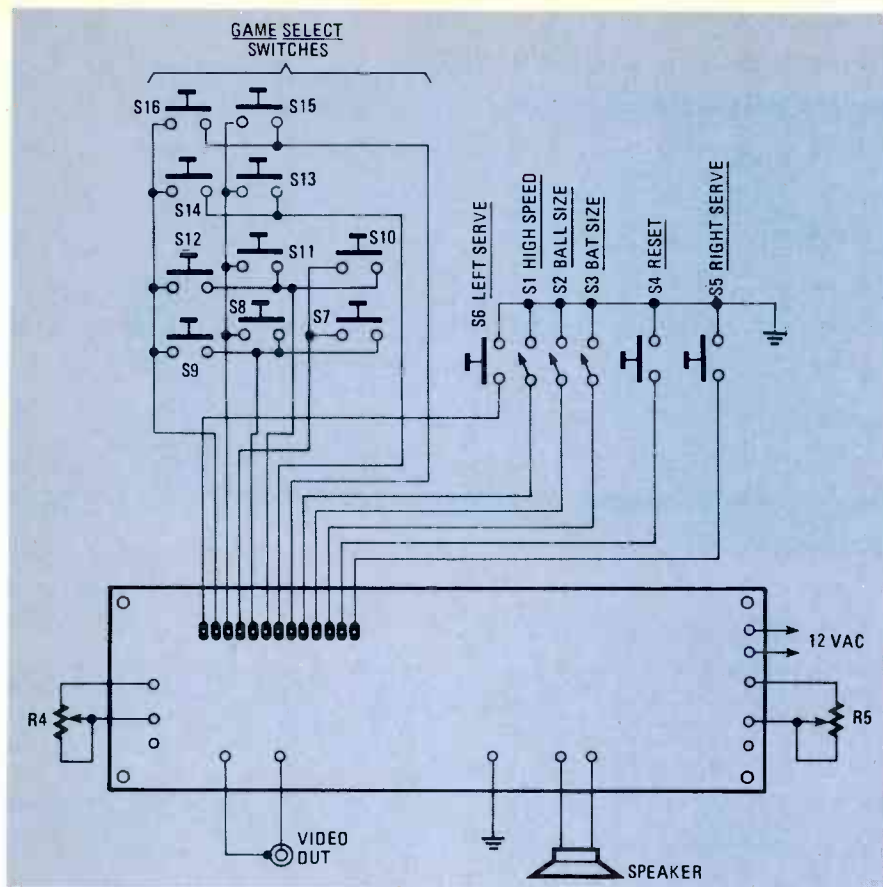 GAME SELECT
SWITCHES
S16
S15
S14
S13
S12
S11
S10
S8
S7
S9
S6 LEFT SERVE
S1 HIGH SPEED
S2 BALL SIZE
S3 BAT SIZE
S4 RESET
S5 RIGHT SERVE
12 VAC
R4
R5
VIDEO
OUT
SPEAKER